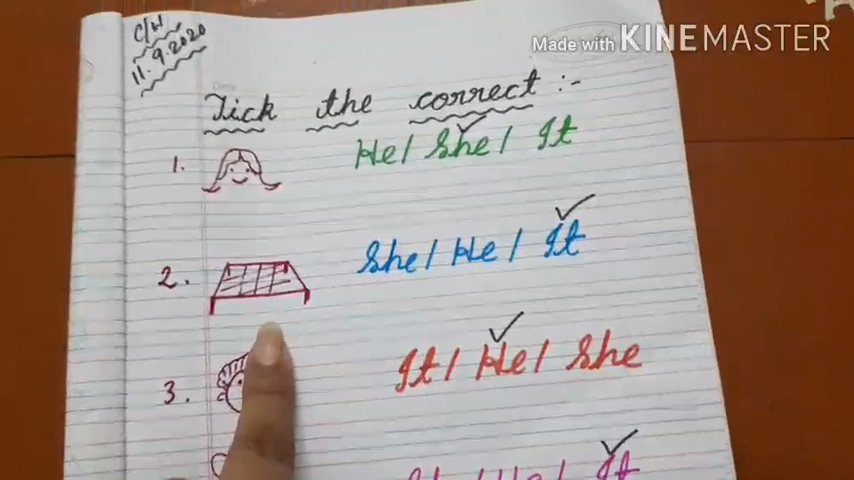 Made with KINEMASTER
C/W
11.9.2020
Tick the correct :-
1. He/ She/ It
2. She/ He/ It
3. It/ He/ She
It